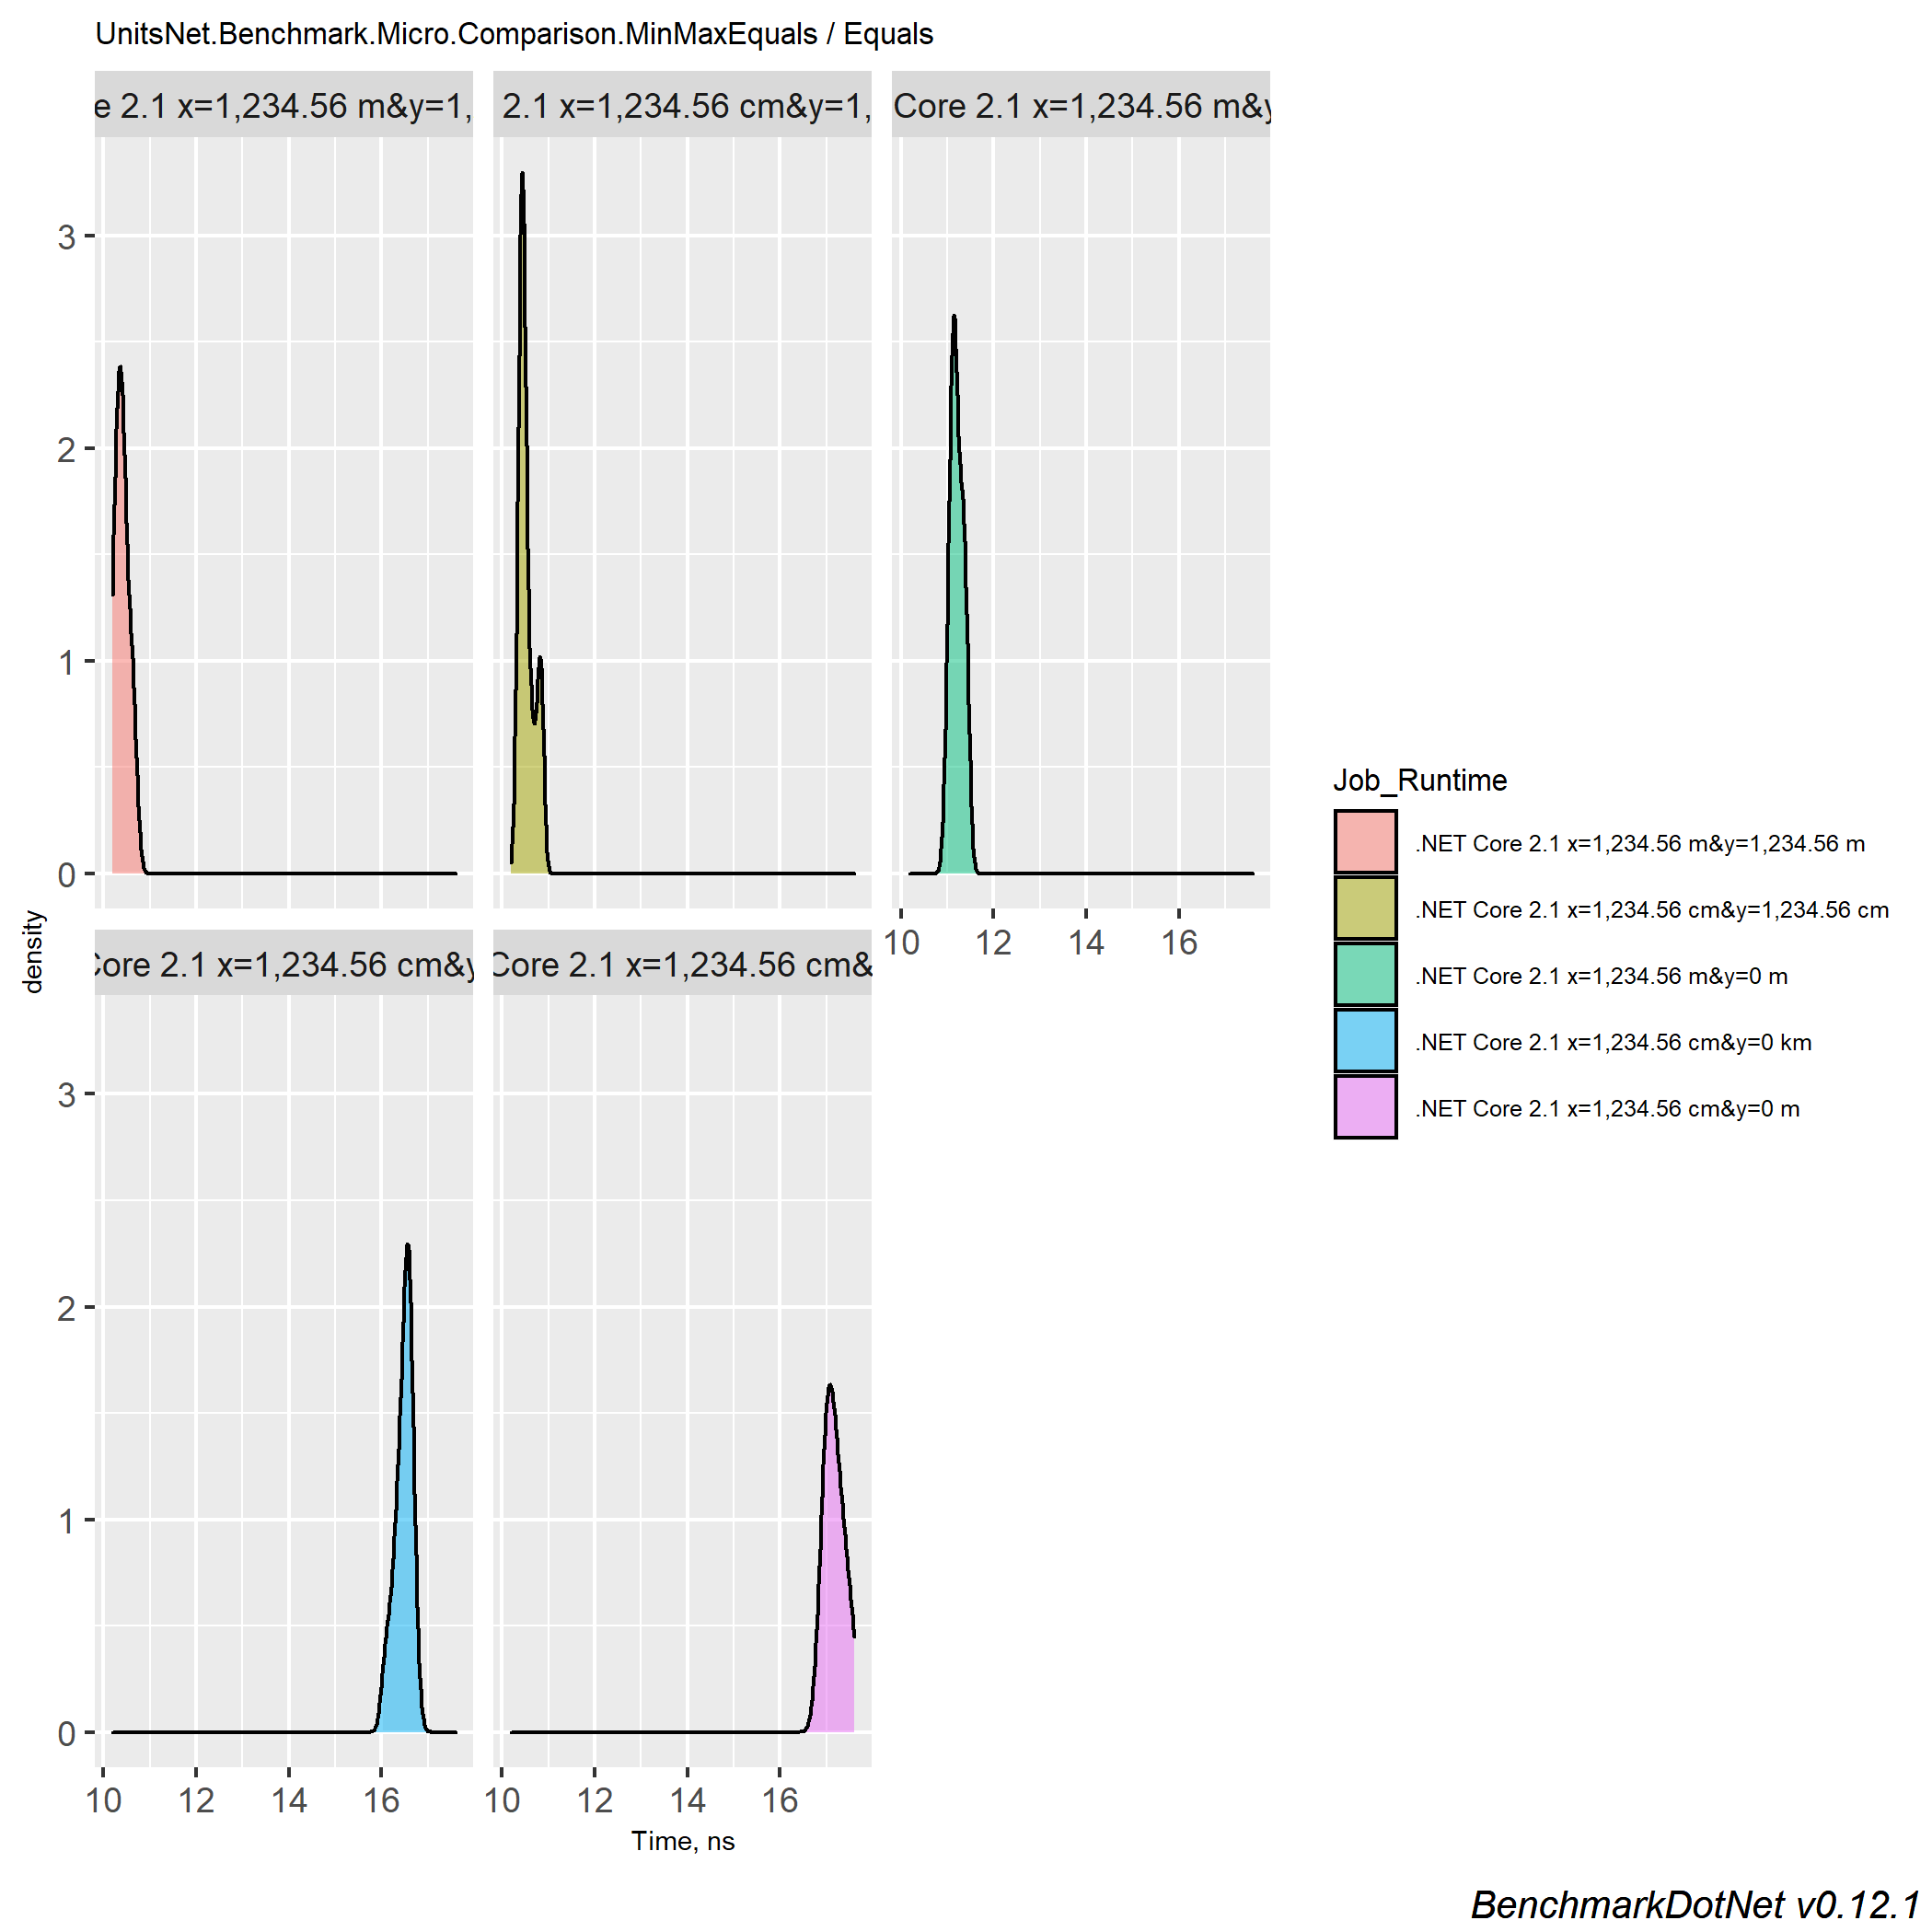 UnitsNet.Benchmark.Micro.Comparison.MinMaxEquals / Equals
e 2.1 x=1,234.56 m&y=1,
2.1 x=1,234.56 cm&y=1,
Core 2.1 x=1,234.56 m&y
3
2
1
0
10 12 14 16
density
Core 2.1 x=1,234.56 cm&y
Core 2.1 x=1,234.56 cm&
3
2
1
0
10 12 14 16
10 12 14 16
Time, ns
Job_Runtime
.NET Core 2.1 x=1,234.56 m&y=1,234.56 m
.NET Core 2.1 x=1,234.56 cm&y=1,234.56 cm
.NET Core 2.1 x=1,234.56 m&y=0 m
.NET Core 2.1 x=1,234.56 cm&y=0 km
.NET Core 2.1 x=1,234.56 cm&y=0 m
BenchmarkDotNet v0.12.1